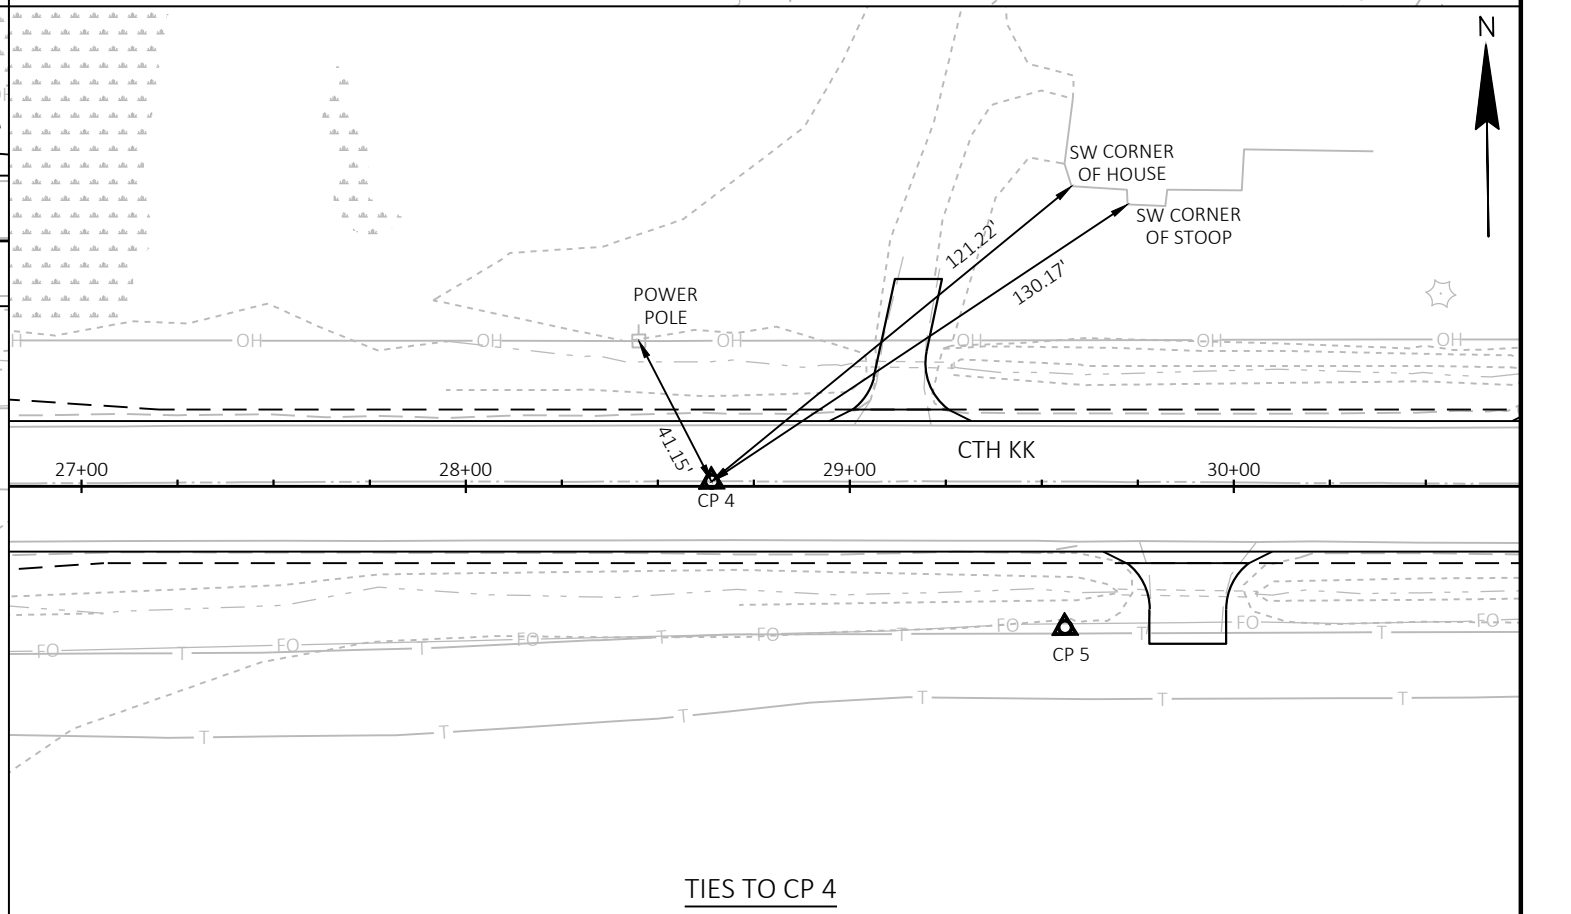 N
SW CORNER
OF HOUSE
SW CORNER
OF STOOP
121.22'
130.17'
POWER
POLE
H OH OH OH OH OH OH
41.15'
CTH KK
27+00 28+00 29+00 30+00
CP 4
FO FO FO FO FO FO FO
T T T T T T
CP 5
T T T T T T
TIES TO CP 4